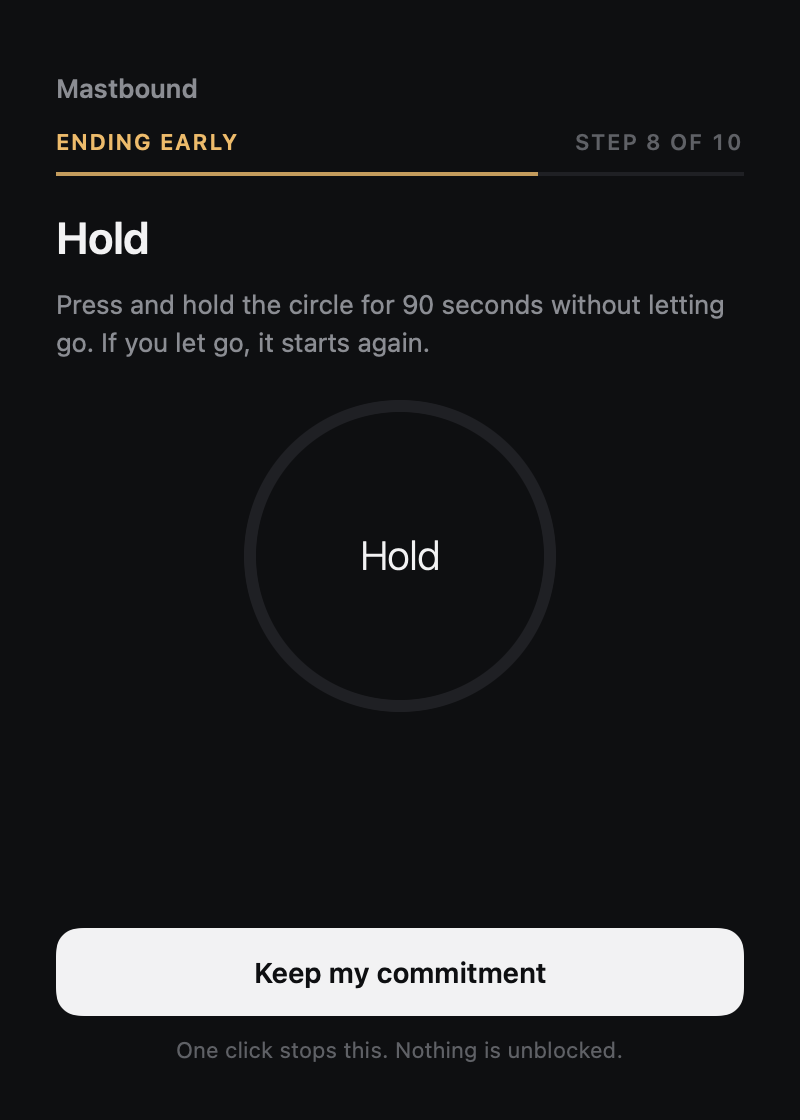 Mastbound
ENDING EARLY
STEP 8 OF 10
Hold
Press and hold the circle for 90 seconds without letting
go. If you let go, it starts again.
Hold
Keep my commitment
One click stops this. Nothing is unblocked.